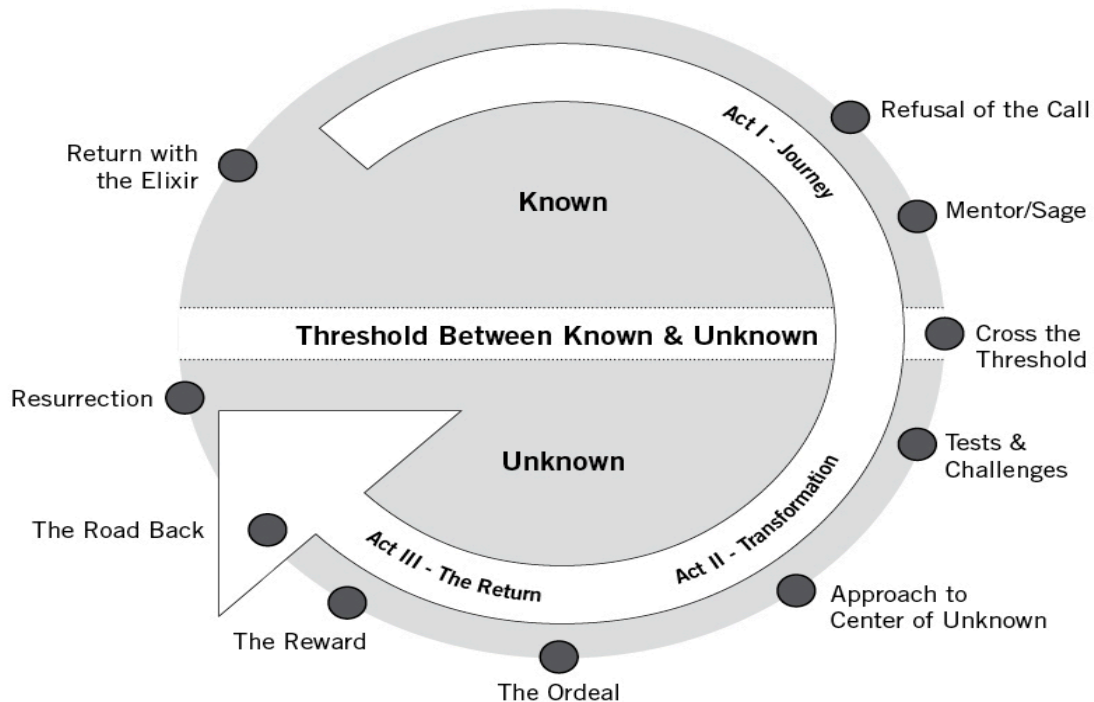 Refusal of the Call
Act I - Journey
Return with
the Elixir
Known
Mentor/Sage
Threshold Between Known & Unknown
Cross the
Threshold
Resurrection
Tests &
Challenges
Unknown
The Road Back
Act III - The Return
Act II - Transformation
Approach to
Center of Unknown
The Reward
The Ordeal